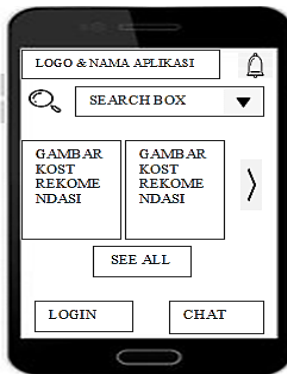 LOGO & NAMA APLIKASI
SEARCH BOX
GAMBAR
KOST
REKOME
NDASI
GAMBAR
KOST
REKOME
NDASI
SEE ALL
LOGIN
CHAT